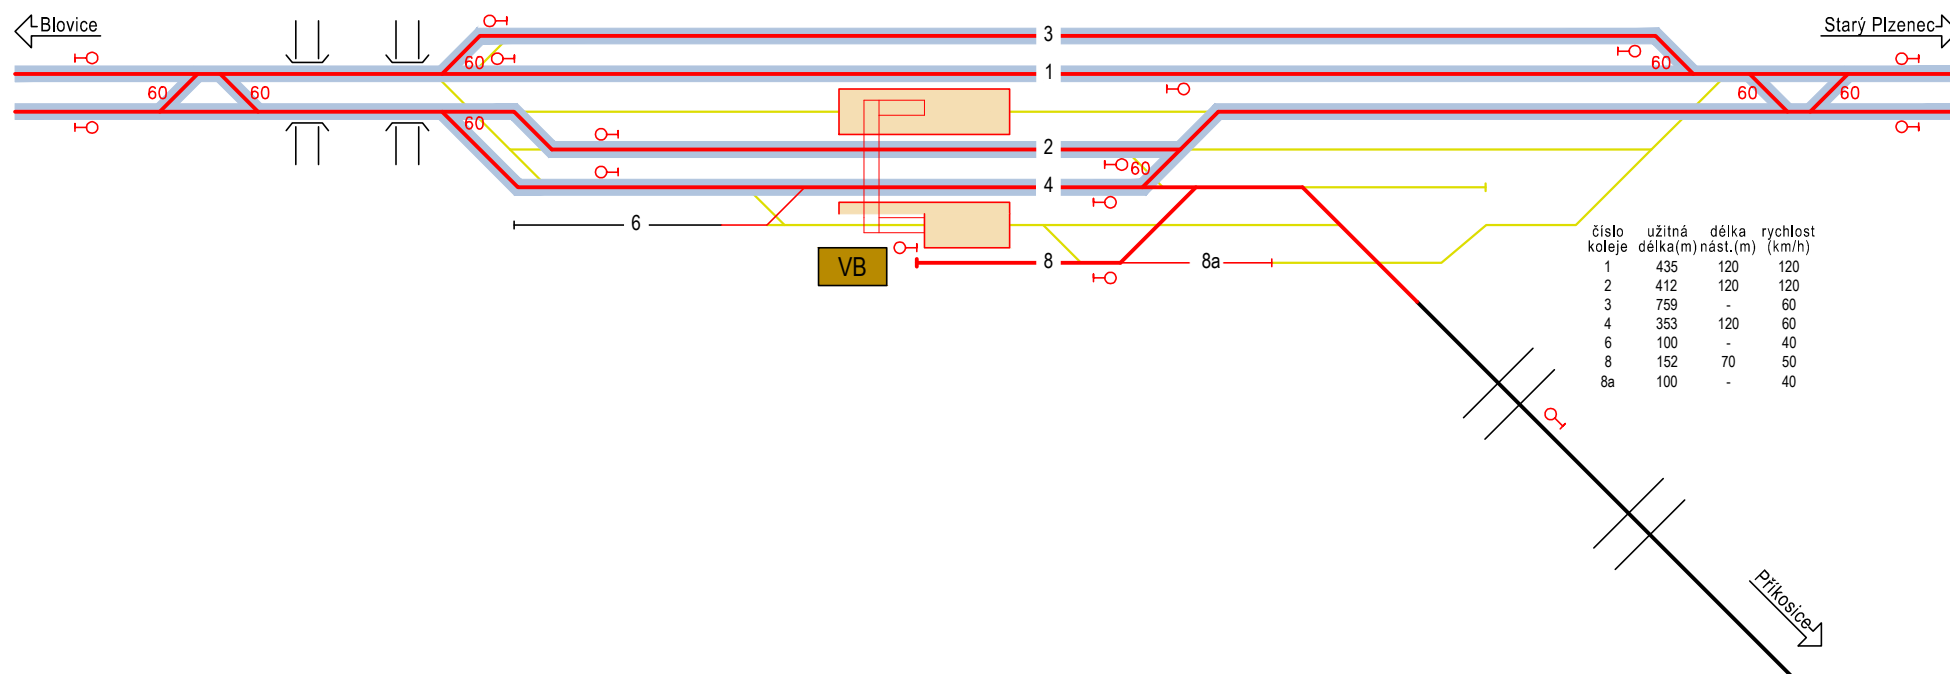 Blovice
Starý Plzenec
3
60
60
1
60
60
60
60
60
2
60
4
6
8
8a
VB
číslo koleje užitná délka(m) délka nást.(m) rychlost (km/h)
1 435 120 120
2 412 120 120
3 759 - 60
4 353 120 60
6 100 - 40
8 152 70 50
8a 100 - 40
Příkosice